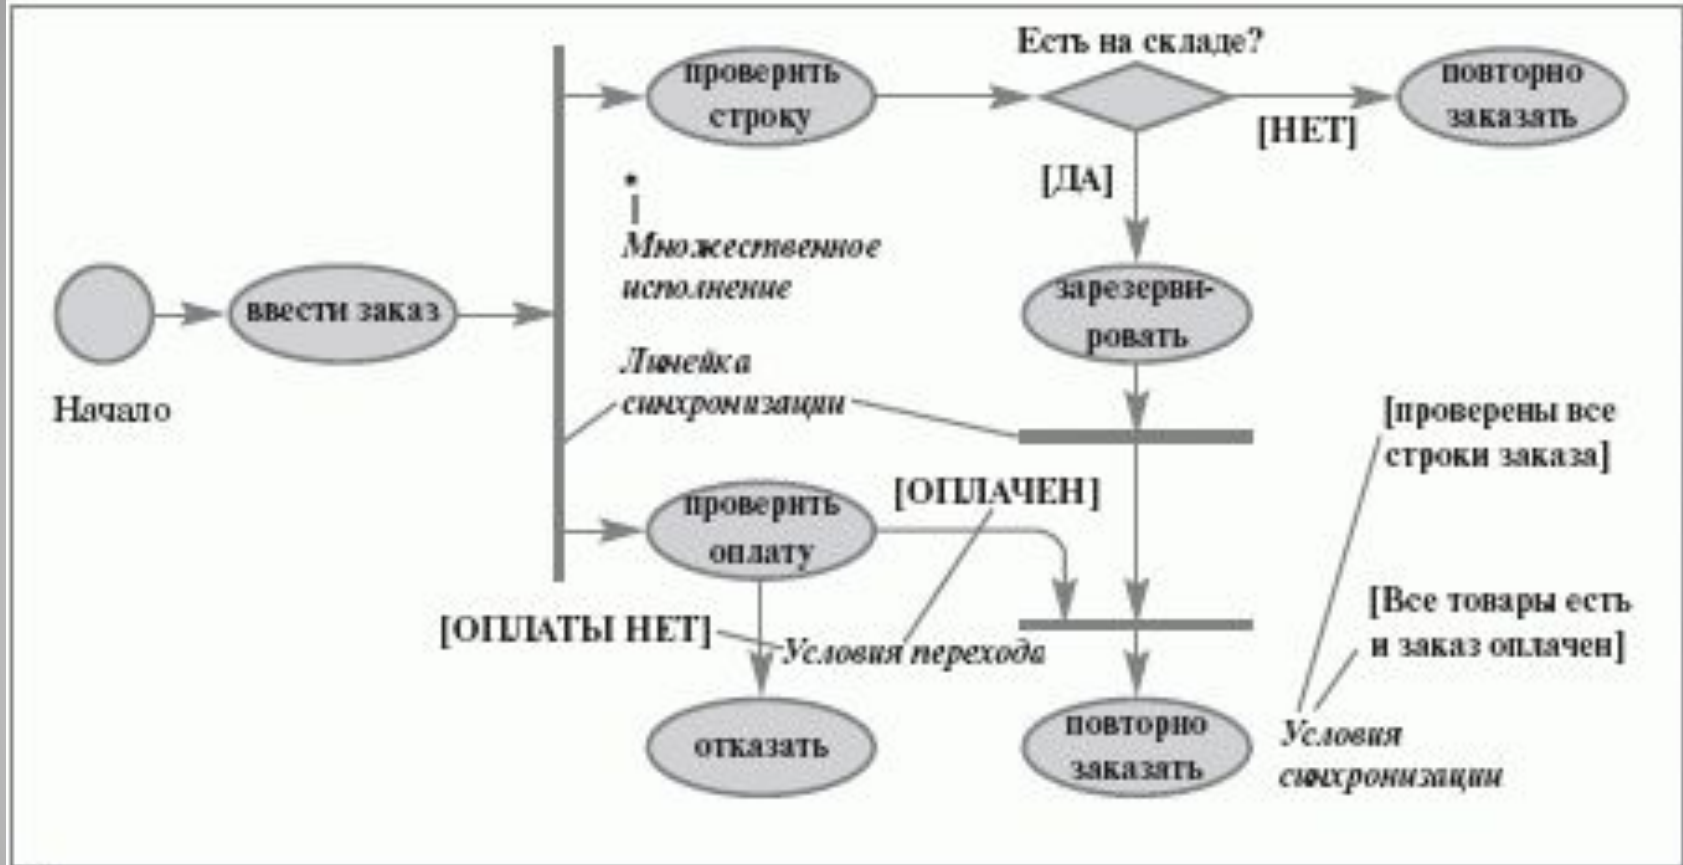 Есть на складе?
проверить
строку
повторно
заказать
[НЕТ]
[ДА]
*
Множественное
исполнение
ввести заказ
зарезерви-
ровать
Начало
Линейка
синхронизации
[проверены все
строки заказа]
[ОПЛАЧЕН]
проверить
оплату
[ОПЛАТЫ НЕТ]
Условия перехода
[Все товары есть
и заказ оплачен]
отказать
повторно
заказать
Условия
синхронизации